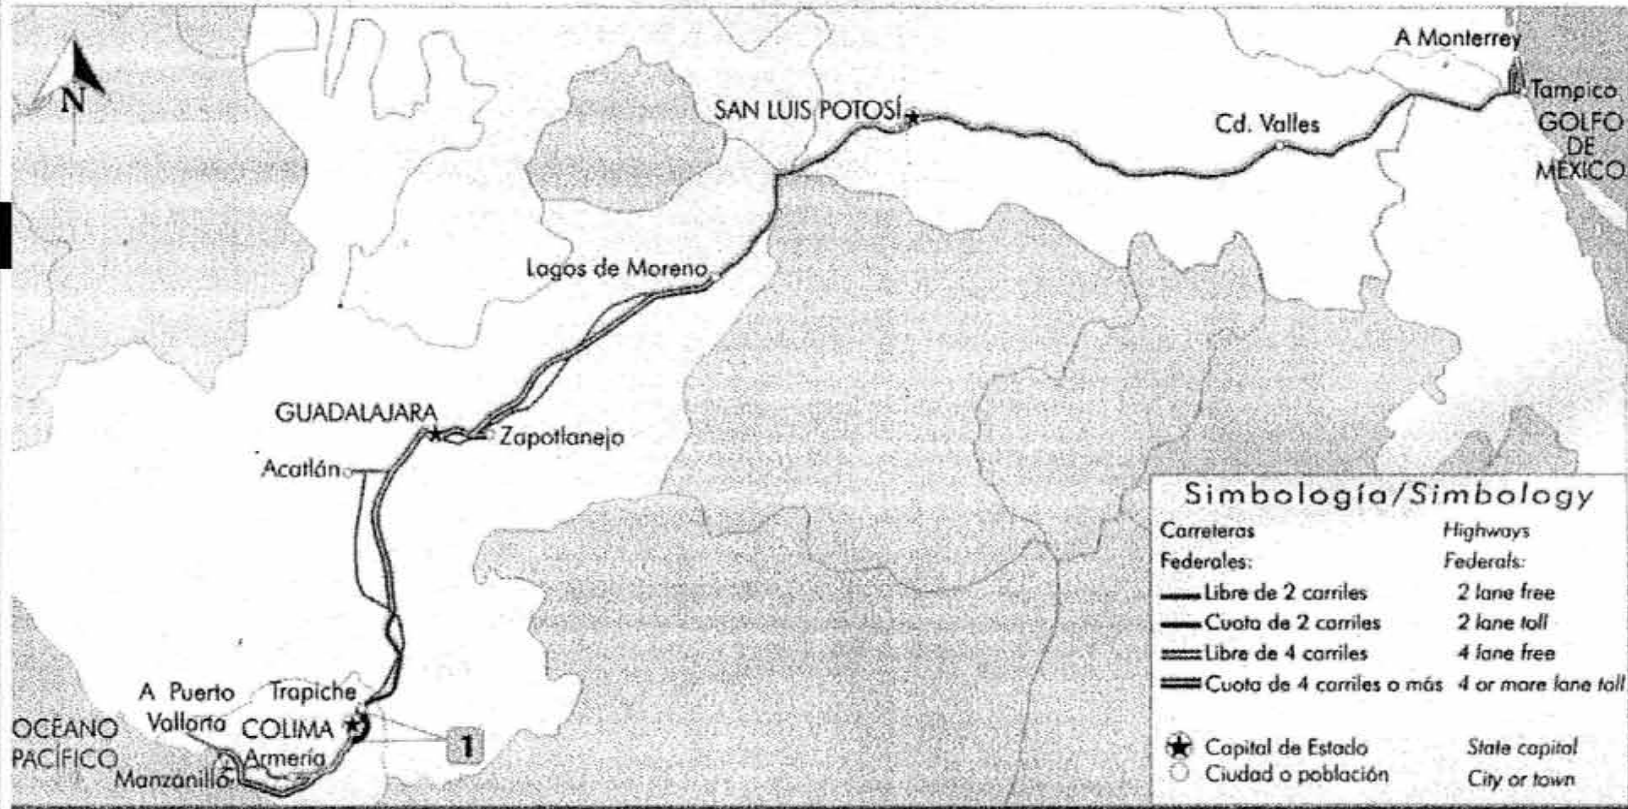 N
A Monterrey
Tampico
GOLFO
DE
MÉXICO
SAN LUIS POTOSÍ
Cd. Valles
Lagos de Moreno
GUADALAJARA
Zapotlanejo
Acatlán
A Puerto
Vallarta
Trapiche
COLIMA
Armería
Manzanillo
OCÉANO
PACÍFICO
1
Simbología/Simbology
Carreteras Highways
Federales: Federals:
Libre de 2 carriles 2 lane free
Cuota de 2 carriles 2 lane toll
Libre de 4 carriles 4 lane free
Cuota de 4 carriles o más 4 or more lane toll
Capital de Estado State capital
Ciudad o población City or town